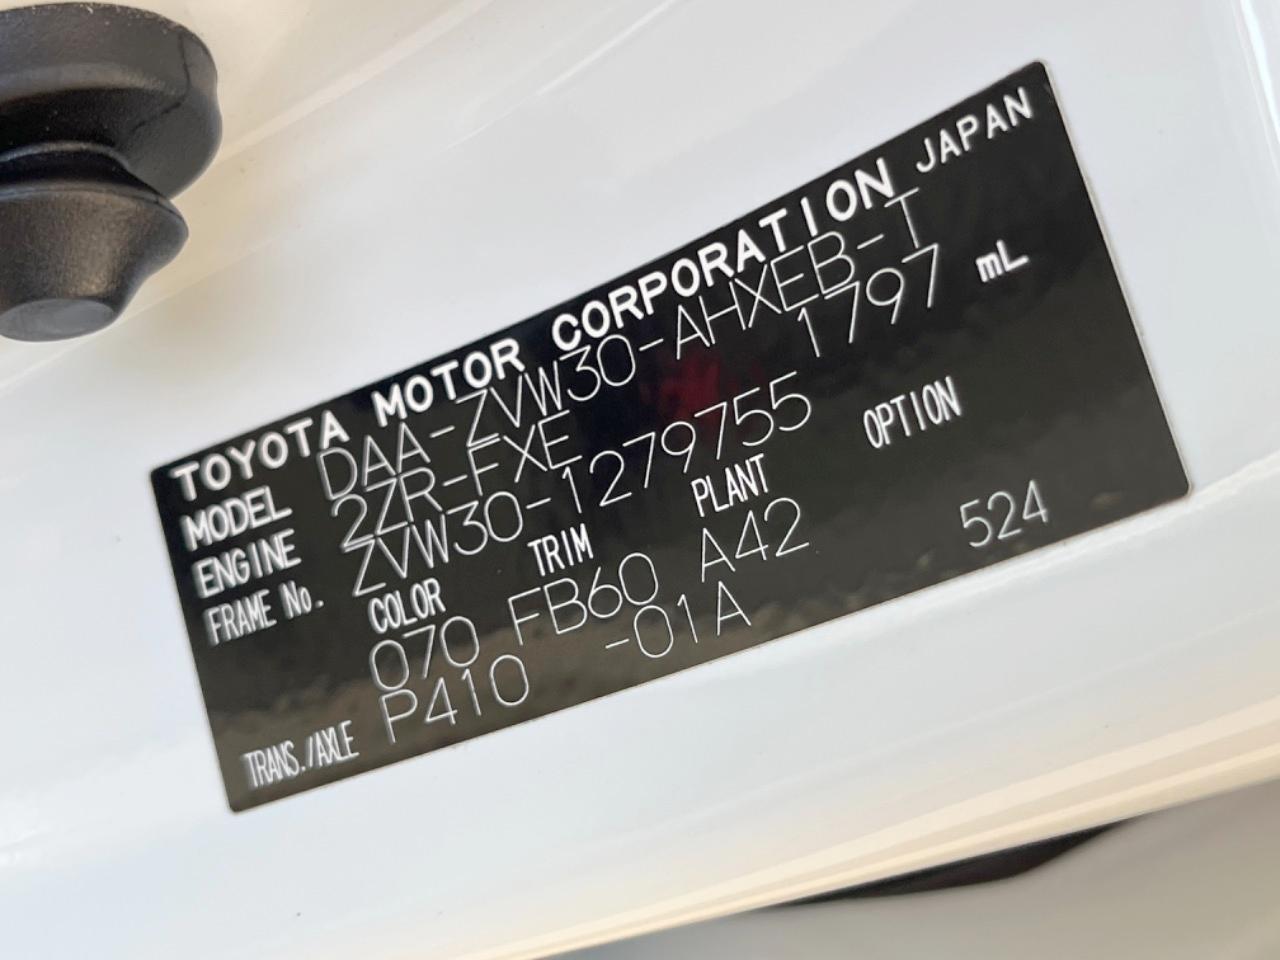 TOYOTA MOTOR CORPORATION JAPAN
MODEL DAA-ZVW30-AHXEB-T
ENGINE 2ZR-FXE 1797 mL
FRAME No. ZVW30-1279755
COLOR TRIM PLANT OPTION
070 FB60 A42 524
TRANS./AXLE P410 -01A